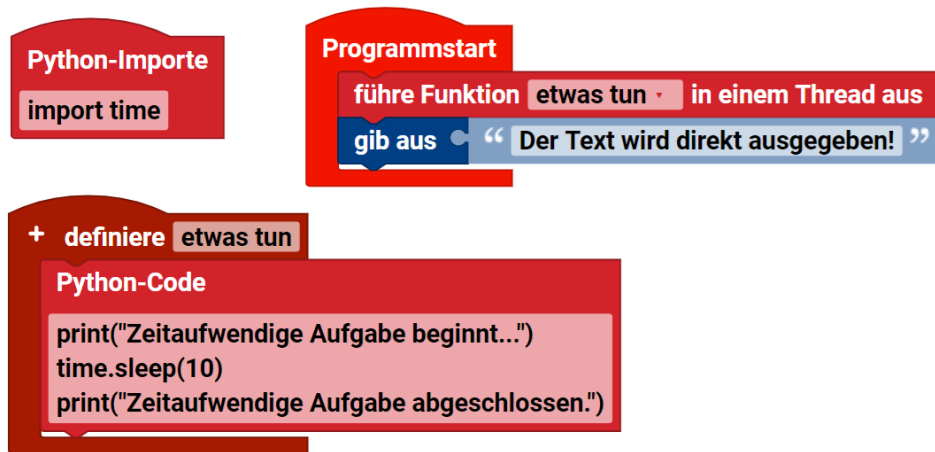 Python-Importe
import time
Programmstart
führe Funktion etwas tun in einem Thread aus
gib aus “ Der Text wird direkt ausgegeben! ”
+ definiere etwas tun
Python-Code
print("Zeitaufwendige Aufgabe beginnt...")
time.sleep(10)
print("Zeitaufwendige Aufgabe abgeschlossen.")